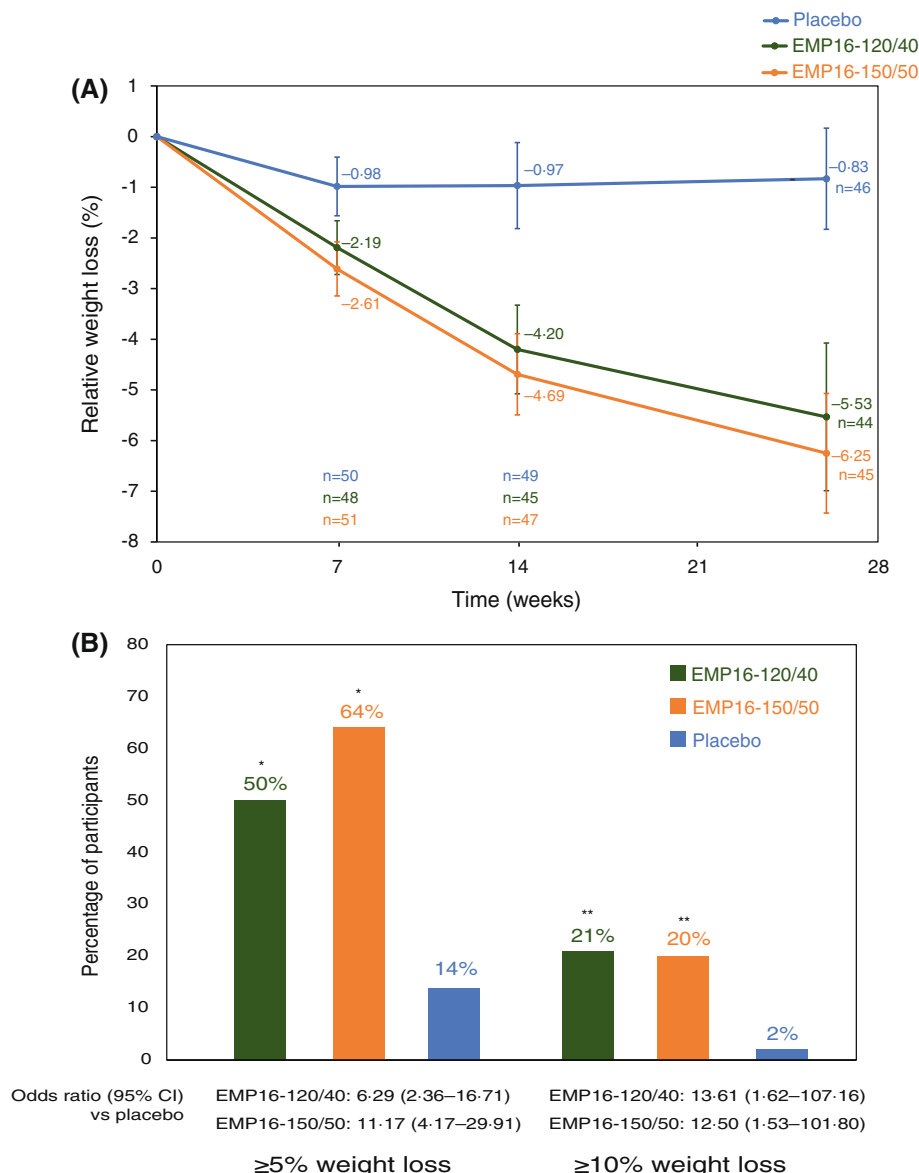 Placebo
EMP16-120/40
EMP16-150/50
(A)
Relative weight loss (%)
1
0
-1
-2
-3
-4
-5
-6
-7
-8
−0·98
−0·97
−0·83
n=46
−2·19
−2·61
−4·20
−4·69
−5·53
n=44
−6·25
n=45
n=50
n=48
n=51
n=49
n=45
n=47
0 7 14 21 28
Time (weeks)
(B)
Percentage of participants
80
70
60
50
40
30
20
10
0
EMP16-120/40
EMP16-150/50
Placebo
*
50%
*
64%
14%
**
21%
**
20%
2%
Odds ratio (95% CI)
vs placebo
EMP16-120/40: 6·29 (2·36–16·71)
EMP16-150/50: 11·17 (4·17–29·91)
EMP16-120/40: 13·61 (1·62–107·16)
EMP16-150/50: 12·50 (1·53–101·80)
≥5% weight loss
≥10% weight loss